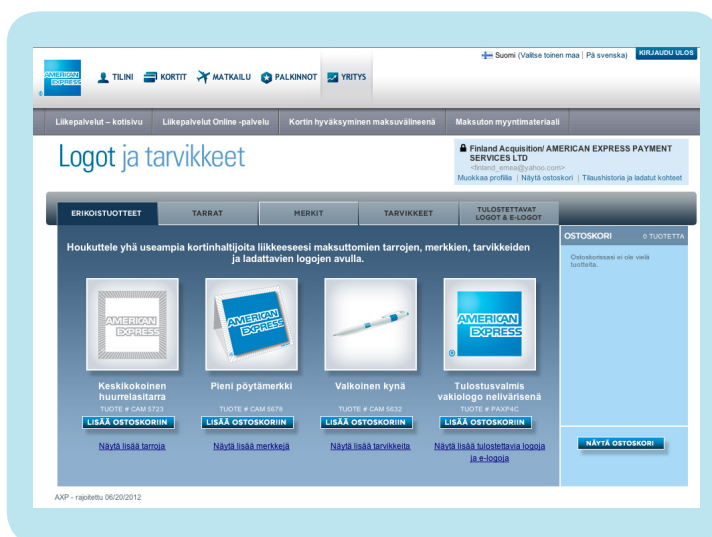 Suomi (Valitse toinen maa | På svenska) KIRJAUDU ULOS
AMERICAN EXPRESS
TILINI KORTIT MATKAILU PALKINNOT YRITYS
Liikepalvelut – kotisivu Liikepalvelut Online -palvelu Kortin hyväksyminen maksuvälineenä Maksuton myyntimateriaali
Logot ja tarvikkeet
Finland Acquisition/ AMERICAN EXPRESS PAYMENT
SERVICES LTD
<finland_emea@yahoo.com>
Muokkaa profiilia | Näytä ostoskori | Tilaushistoria ja ladatut kohteet
ERIKOISTUOTTEET TARRAT MERKIT TARVIKKEET TULOSTETTAVAT
LOGOT & E-LOGOT
OSTOSKORI 0 TUOTETTA
Ostoskorissasi ei ole vielä
tuotteita.
Houkuttele yhä useampia kortinhaltijoita liikkeeseesi maksuttomien tarrojen, merkkien, tarvikkeiden
ja ladattavien logojen avulla.
AMERICAN EXPRESS AMERICAN EXPRESS AMERICAN EXPRESS
Keskikokoinen
huurrelasitarra
TUOTE # CAM 5723
LISÄÄ OSTOSKORIIN
Näytä lisää tarroja
Pieni pöytämerkki
TUOTE # CAM 5678
LISÄÄ OSTOSKORIIN
Näytä lisää merkkejä
Valkoinen kynä
TUOTE # CAM 5632
LISÄÄ OSTOSKORIIN
Näytä lisää tarvikkeita
Tulostusvalmis
vakiologo nelivärisenä
TUOTE # PAXP4C
LISÄÄ OSTOSKORIIN
Näytä lisää tulostettavia logoja
ja e-logoja
NÄYTÄ OSTOSKORI
AXP - rajoitettu 06/20/2012